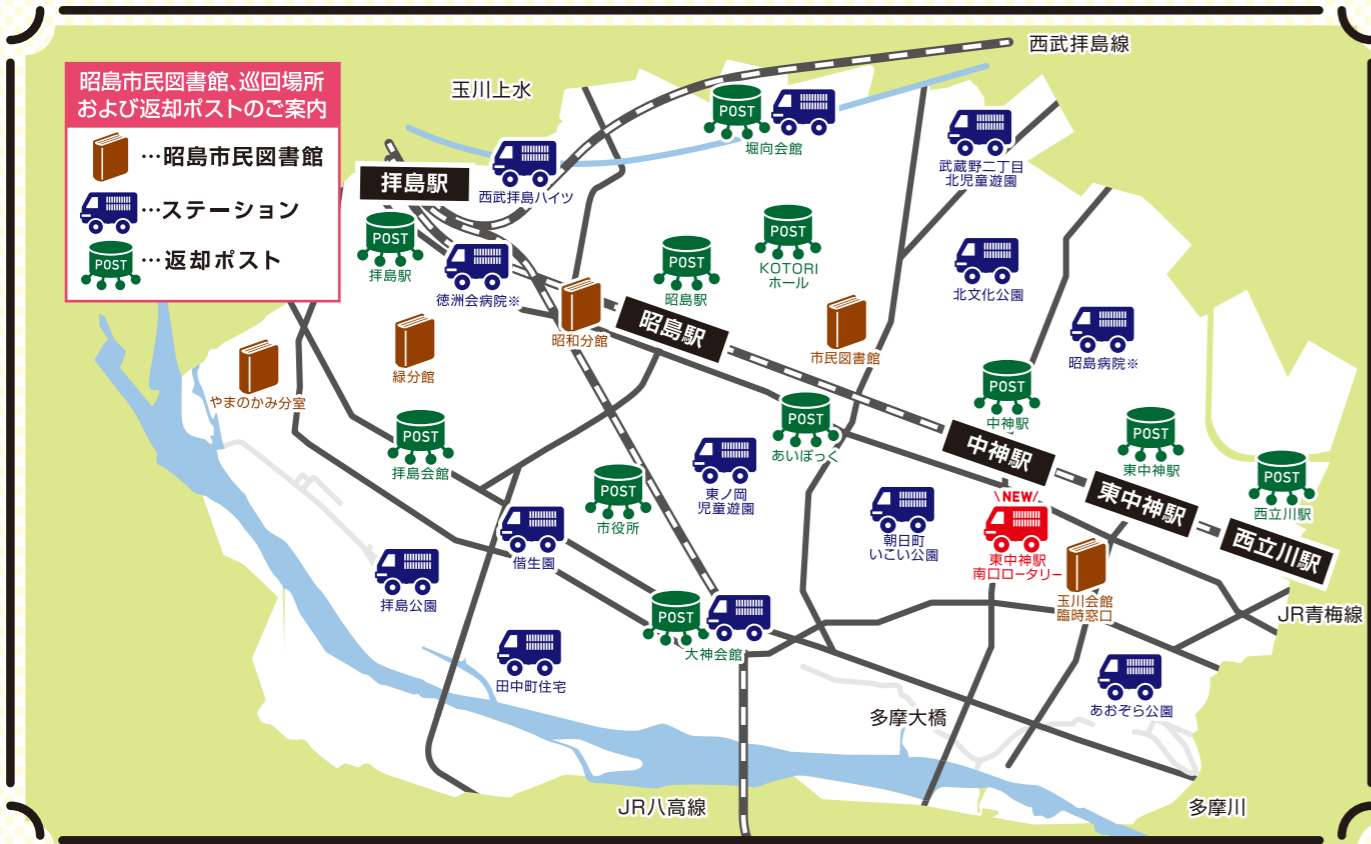 昭島市民図書館、巡回場所
および返却ポストのご案内
…昭島市民図書館
…ステーション
POST
…返却ポスト
西武拝島線
玉川上水
POST
堀向会館
武蔵野二丁目
北児童遊園
拝島駅
西武拝島ハイツ
POST
拝島駅
徳洲会病院※
POST
昭島駅
POST
KOTORI
ホール
北文化公園
昭和分館
昭島駅
市民図書館
昭島病院※
やまのかみ分室
緑分館
POST
中神駅
POST
拝島会館
POST
あいぽっく
中神駅
POST
東中神駅
POST
西立川駅
東ノ岡
児童遊園
POST
市役所
東中神駅
西立川駅
偕生園
朝日町
いこい公園
\NEW/
東中神駅
南口ロータリー
拝島公園
玉川会館
臨時窓口
POST
大神会館
JR青梅線
田中町住宅
あおぞら公園
多摩大橋
JR八高線
多摩川